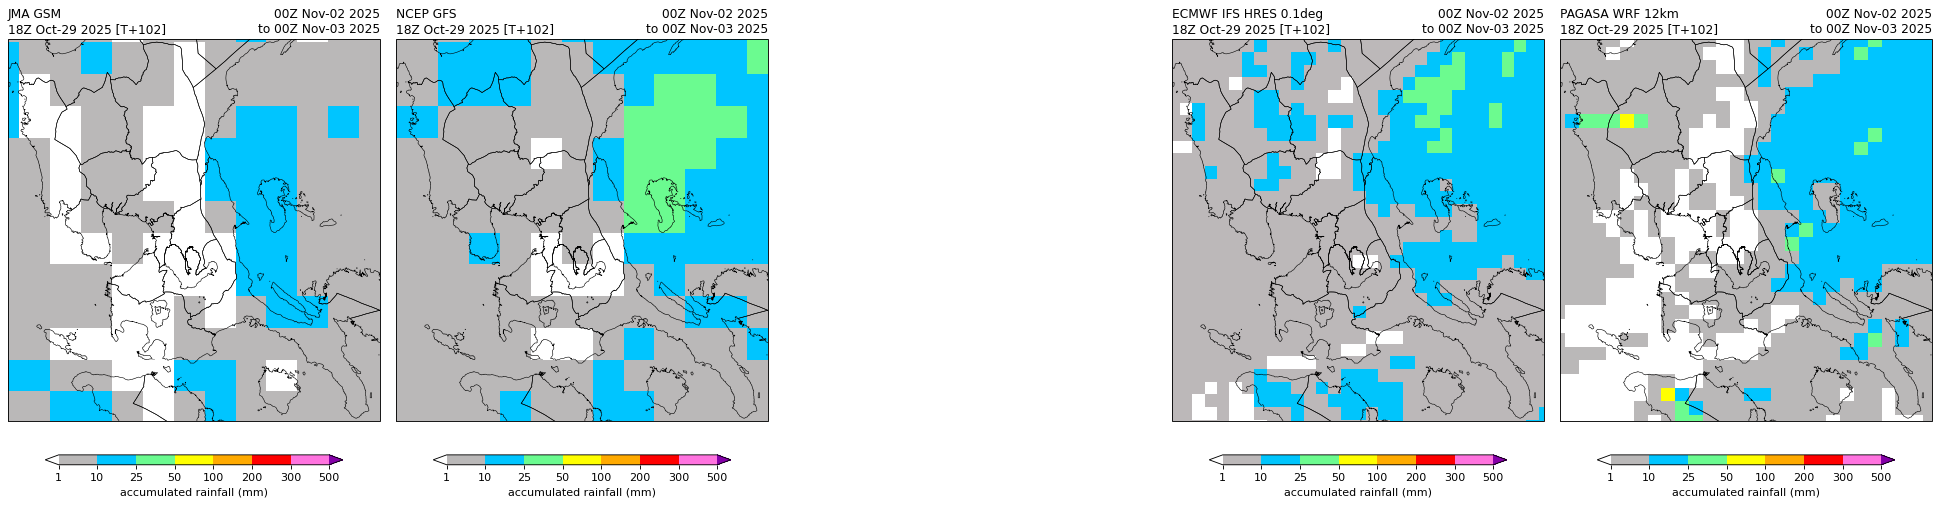 JMA GSM 00Z Nov-02 2025
18Z Oct-29 2025 [T+102] to 00Z Nov-03 2025
NCEP GFS 00Z Nov-02 2025
18Z Oct-29 2025 [T+102] to 00Z Nov-03 2025
ECMWF IFS HRES 0.1deg 00Z Nov-02 2025
18Z Oct-29 2025 [T+102] to 00Z Nov-03 2025
PAGASA WRF 12km 00Z Nov-02 2025
18Z Oct-29 2025 [T+102] to 00Z Nov-03 2025
1 10 25 50 100 200 300 500
accumulated rainfall (mm)
1 10 25 50 100 200 300 500
accumulated rainfall (mm)
1 10 25 50 100 200 300 500
accumulated rainfall (mm)
1 10 25 50 100 200 300 500
accumulated rainfall (mm)